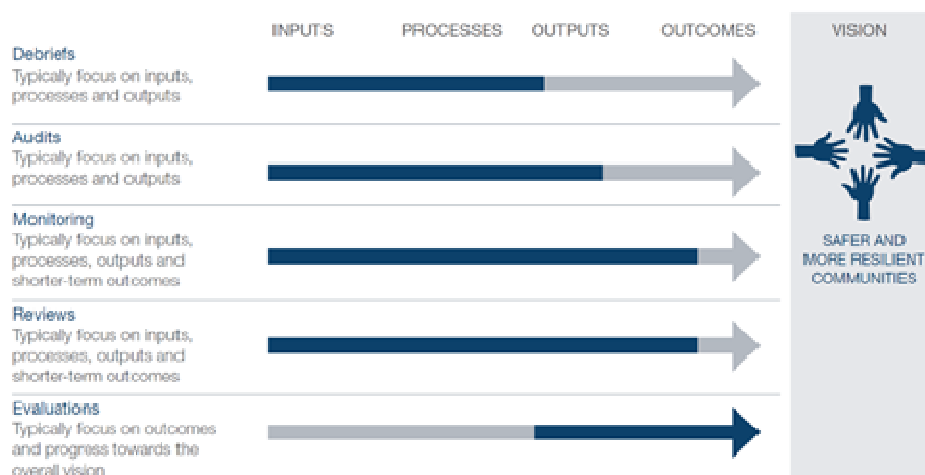 INPUTS PROCESSES OUTPUTS OUTCOMES VISION
Debriefs
Typically focus on inputs,
processes and outputs
Audits
Typically focus on inputs,
processes and outputs
Monitoring
Typically focus on inputs,
processes, outputs and
shorter-term outcomes
Reviews
Typically focus on inputs,
processes, outputs and
shorter-term outcomes
Evaluations
Typically focus on outcomes
and progress towards the
overall vision
SAFER AND
MORE RESILIENT
COMMUNITIES